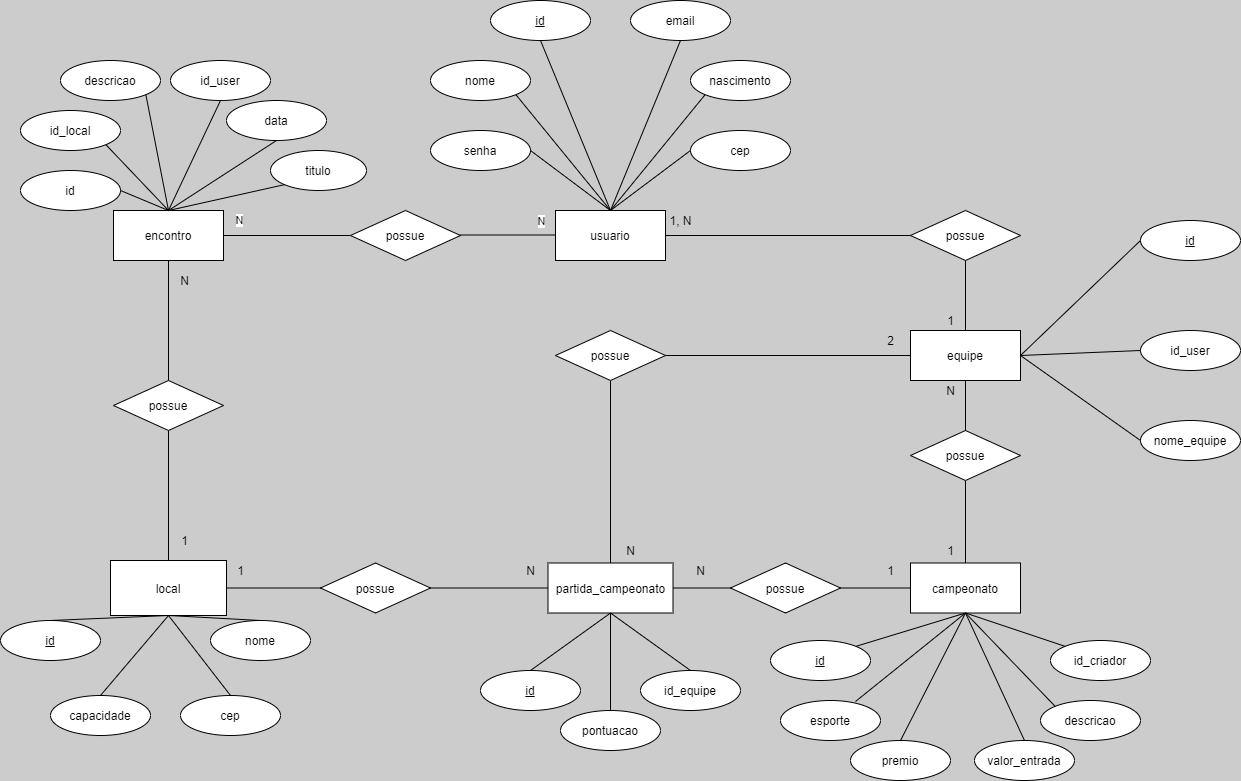 id
email
descricao
id_user
nome
nascimento
id_local
data
senha
cep
titulo
id
encontro
N
possue
N
usuario
1, N
possue
id
N
1
possue
2
equipe
id_user
N
possue
nome_equipe
possue
1
N
1
local
1
possue
N
partida_campeonato
N
possue
1
campeonato
id
nome
id
id_criador
id
id_equipe
capacidade
cep
pontuacao
esporte
descricao
premio
valor_entrada